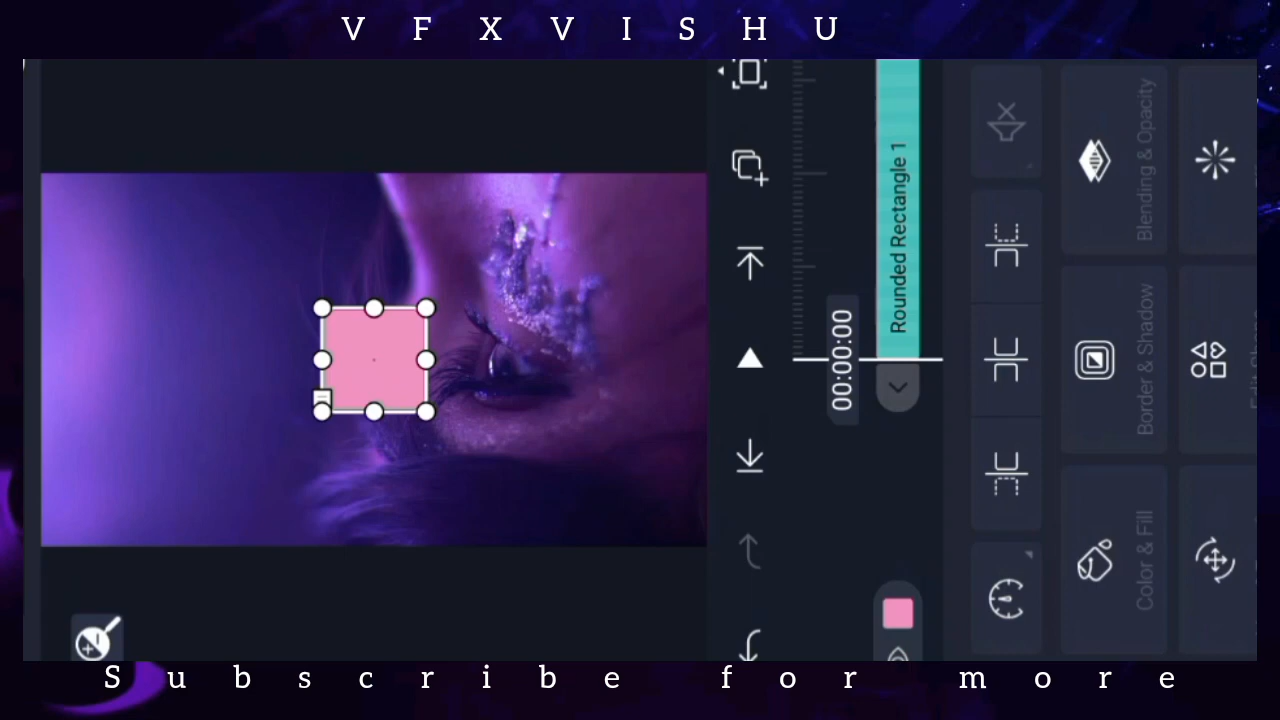 V F X V I S H U
Rounded Rectangle 1
00:00:00
Blending & Opacity
Border & Shadow
Color & Fill
S u b s c r i b e f o r m o r e